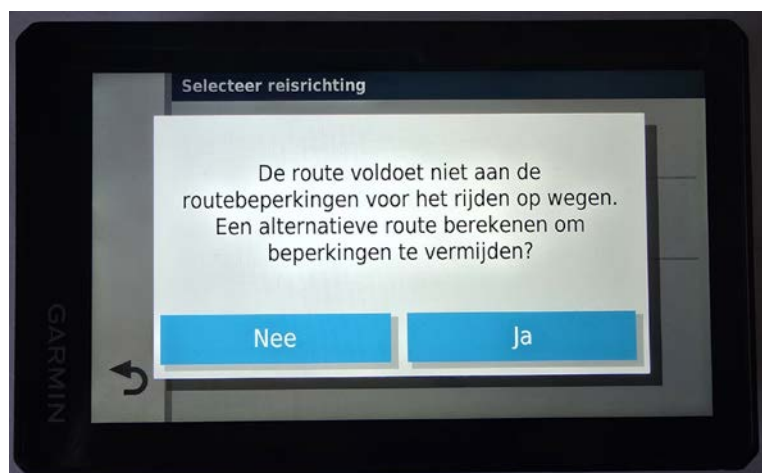 Selecteer reisrichting
De route voldoet niet aan de
routebeperkingen voor het rijden op wegen.
Een alternatieve route berekenen om
beperkingen te vermijden?
Nee
Ja
GARMIN